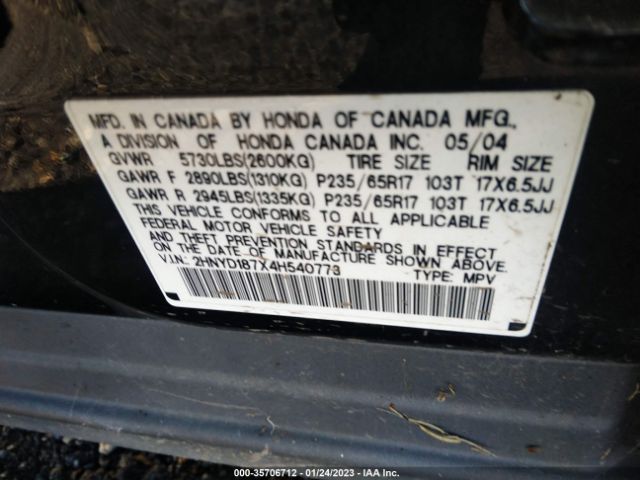 MFD. IN CANADA BY HONDA OF CANADA MFG.,
A DIVISION OF HONDA CANADA INC. 05/04
GVWR 5730LBS(2600KG) TIRE SIZE RIM SIZE
GAWR F 2890LBS(1310KG) P235/65R17 103T 17X6.5JJ
GAWR R 2945LBS(1335KG) P235/65R17 103T 17X6.5JJ
THIS VEHICLE CONFORMS TO ALL APPLICABLE
FEDERAL MOTOR VEHICLE SAFETY
AND THEFT PREVENTION STANDARDS IN EFFECT
ON THE DATE OF MANUFACTURE SHOWN ABOVE.
V.I.N.: 2HNYD187X4H540773 TYPE: MPV
000-35706712 - 01/24/2023 - IAA Inc.